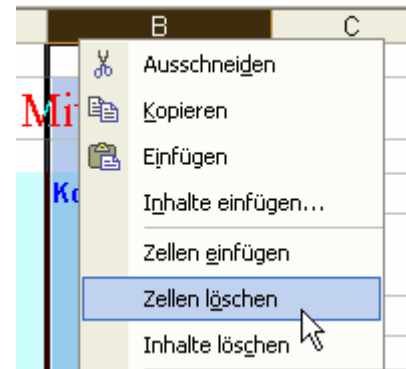 B C
Ausschneiden
Kopieren
Einfügen
Inhalte einfügen...
Zellen einfügen
Zellen löschen
Inhalte löschen